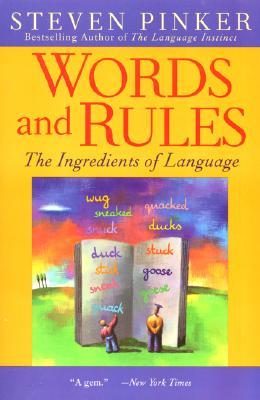 STEVEN PINKER
Bestselling Author of The Language Instinct
WORDS
and RULES
The Ingredients of Language
wug
sneaked
snuck
duck
stick
sneak
quack
quacked
ducks
stuck
goose
geese
"A gem." —New York Times